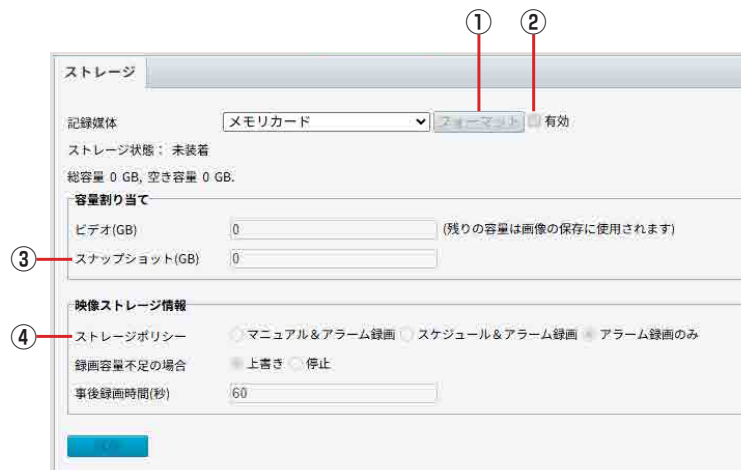 ① ②
ストレージ
記録媒体 メモリカード フォーマット 有効
ストレージ状態： 未装着
総容量 0 GB, 空き容量 0 GB.
容量割り当て
ビデオ(GB) 0 (残りの容量は画像の保存に使用されます)
③ スナップショット(GB) 0
映像ストレージ情報
④ ストレージポリシー マニュアル＆アラーム録画 スケジュール＆アラーム録画 アラーム録画のみ
録画容量不足の場合 上書き 停止
事後録画時間(秒) 60